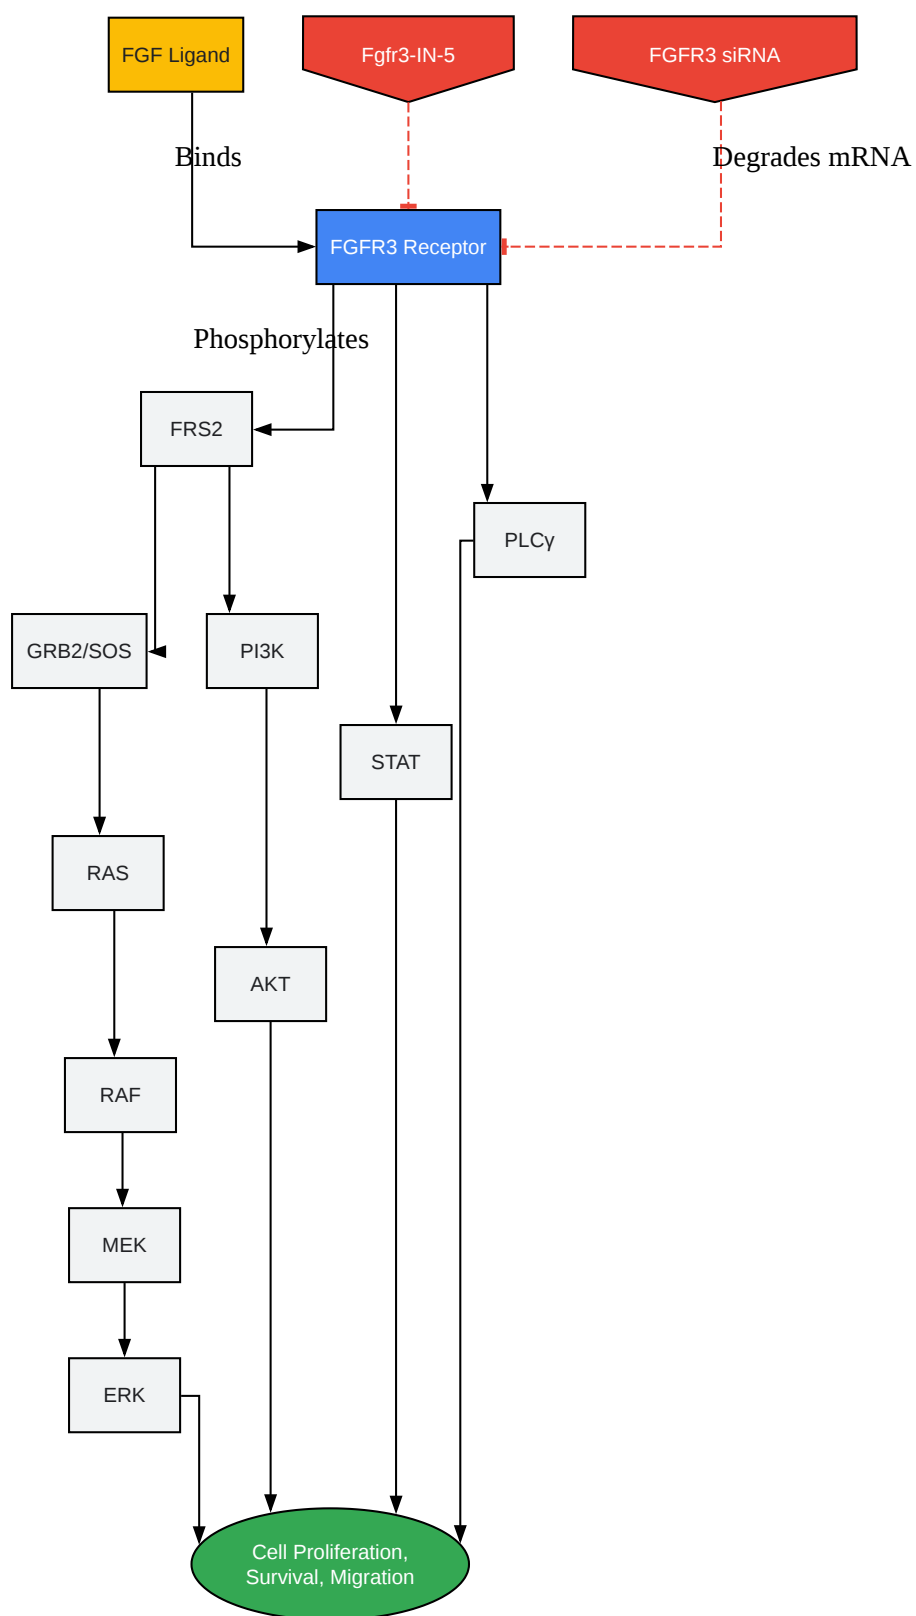 FGF Ligand
Fgfr3-IN-5
FGFR3 siRNA
Binds
Degrades mRNA
FGFR3 Receptor
Phosphorylates
FRS2
PLCγ
GRB2/SOS
PI3K
STAT
RAS
AKT
RAF
MEK
ERK
Cell Proliferation,
Survival, Migration